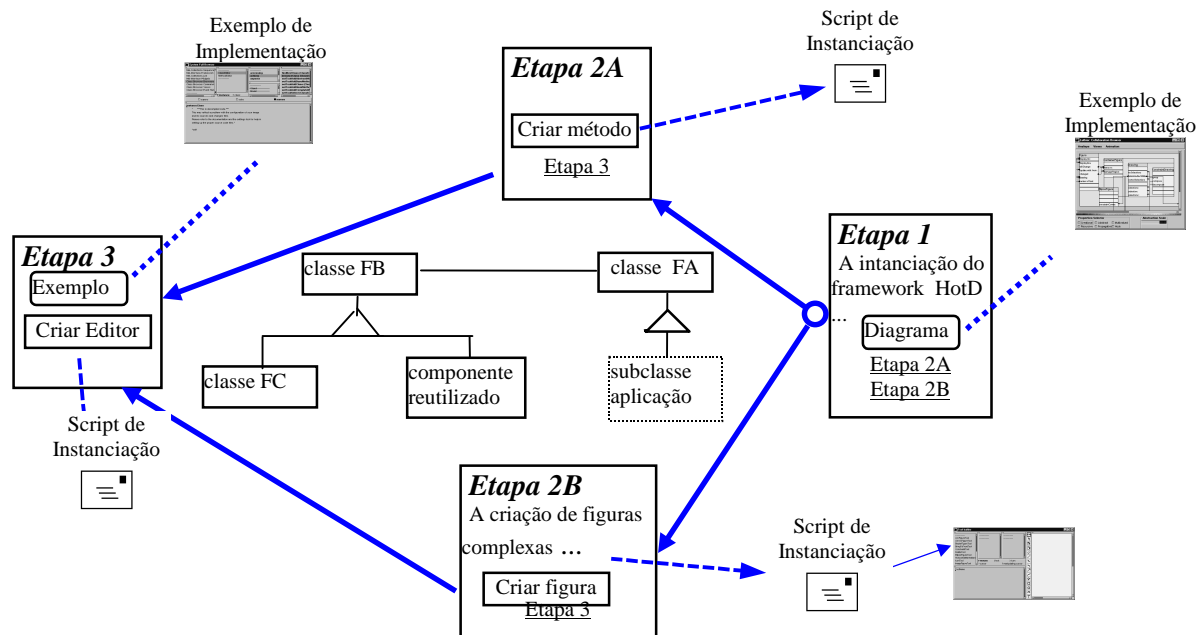 Exemplo de
Implementação
Script de
Instanciação
Etapa 2A
Criar método
Etapa 3
Exemplo de
Implementação
Etapa 1
A intanciação do
framework HotD
...
Diagrama
Etapa 2A
Etapa 2B
Etapa 3
Exemplo
Criar Editor
classe FB
classe FA
classe FC
componente
reutilizado
subclasse
aplicação
Script de
Instanciação
Etapa 2B
A criação de figuras
complexas ...
Criar figura
Etapa 3
Script de
Instanciação